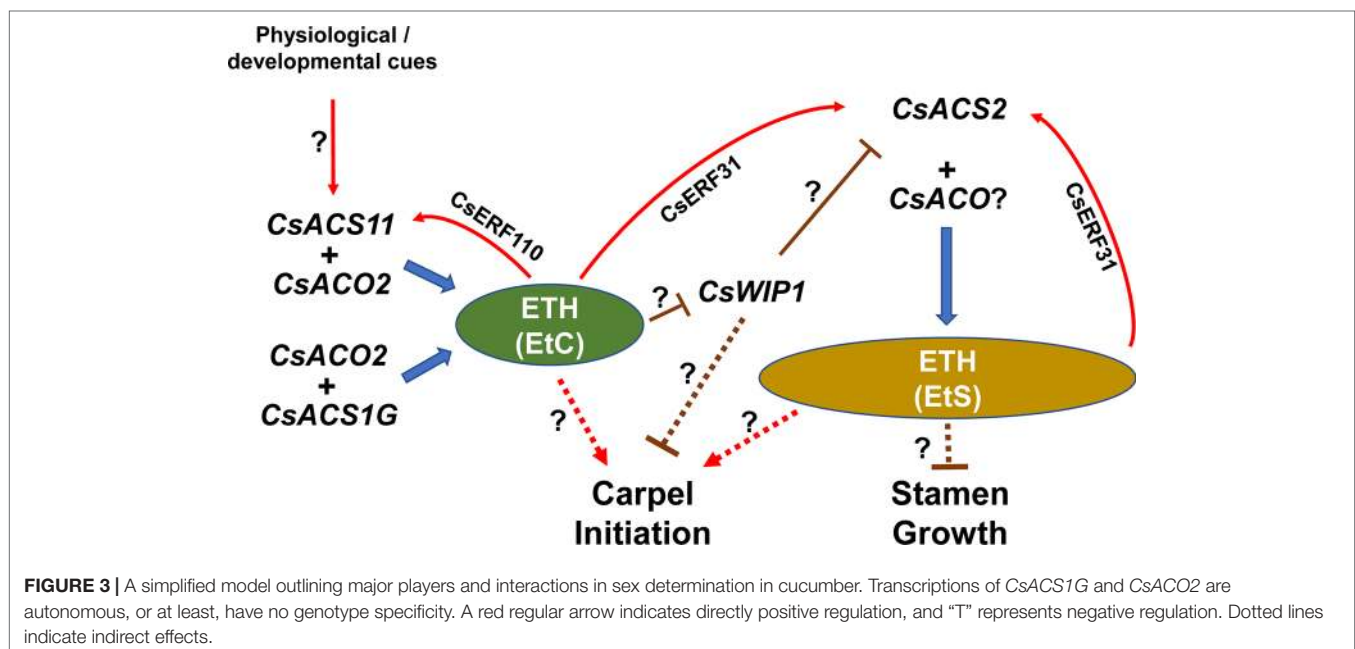 Physiological /
developmental cues
?
CsACS11
+
CsACO2
CsACO2
+
CsACS1G
CsERF110
ETH
(EtC)
CsERF31
?
CsWIP1
?
?
?
CsACS2
+
CsACO?
CsERF31
ETH
(EtS)
?
?
Carpel
Initiation
Stamen
Growth
FIGURE 3 | A simplified model outlining major players and interactions in sex determination in cucumber. Transcriptions of CsACS1G and CsACO2 are
autonomous, or at least, have no genotype specificity. A red regular arrow indicates directly positive regulation, and “T” represents negative regulation. Dotted lines
indicate indirect effects.